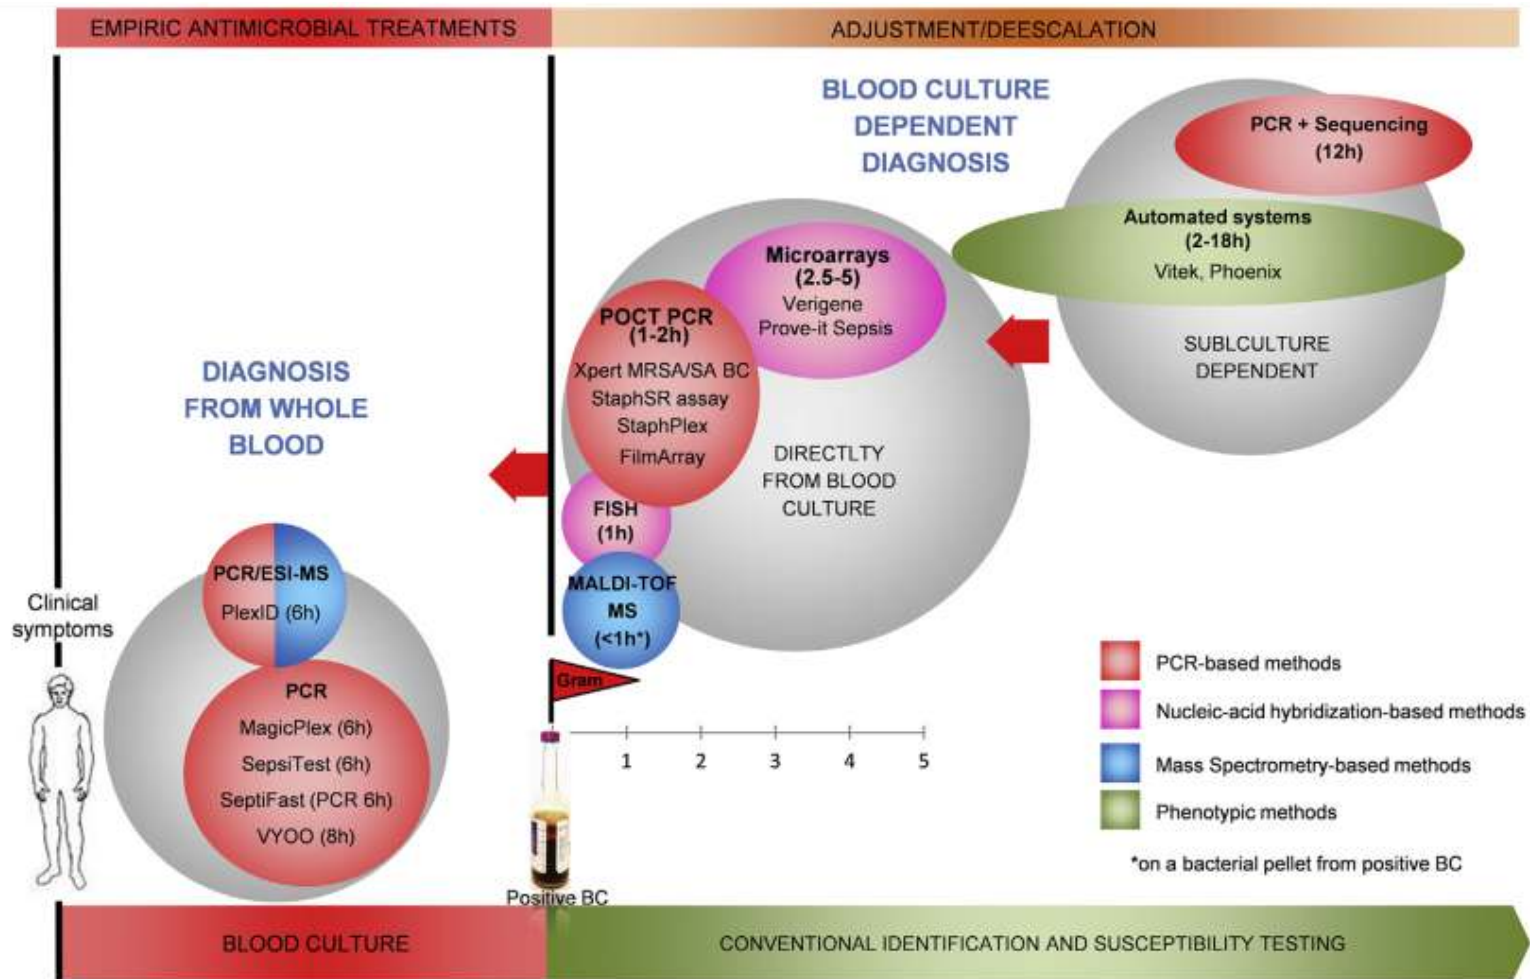 EMPIRIC ANTIMICROBIAL TREATMENTS
ADJUSTMENT/DEESCALATION
BLOOD CULTURE
DEPENDENT
DIAGNOSIS
PCR + Sequencing
(12h)
Automated systems
(2-18h)
Vitek, Phoenix
SUBLCULTURE
DEPENDENT
Microarrays
(2.5-5)
Verigene
Prove-it Sepsis
POCT PCR
(1-2h)
Xpert MRSA/SA BC
StaphSR assay
StaphPlex
FilmArray
DIRECTLTY
FROM BLOOD
CULTURE
FISH
(1h)
MALDI-TOF
MS
(<1h*)
DIAGNOSIS
FROM WHOLE
BLOOD
PCR/ESI-MS
PlexID (6h)
PCR
MagicPlex (6h)
SepsiTest (6h)
SeptiFast (PCR 6h)
VYOO (8h)
Clinical
symptoms
Gram
1 2 3 4 5
Positive BC
PCR-based methods
Nucleic-acid hybridization-based methods
Mass Spectrometry-based methods
Phenotypic methods
*on a bacterial pellet from positive BC
BLOOD CULTURE
CONVENTIONAL IDENTIFICATION AND SUSCEPTIBILITY TESTING